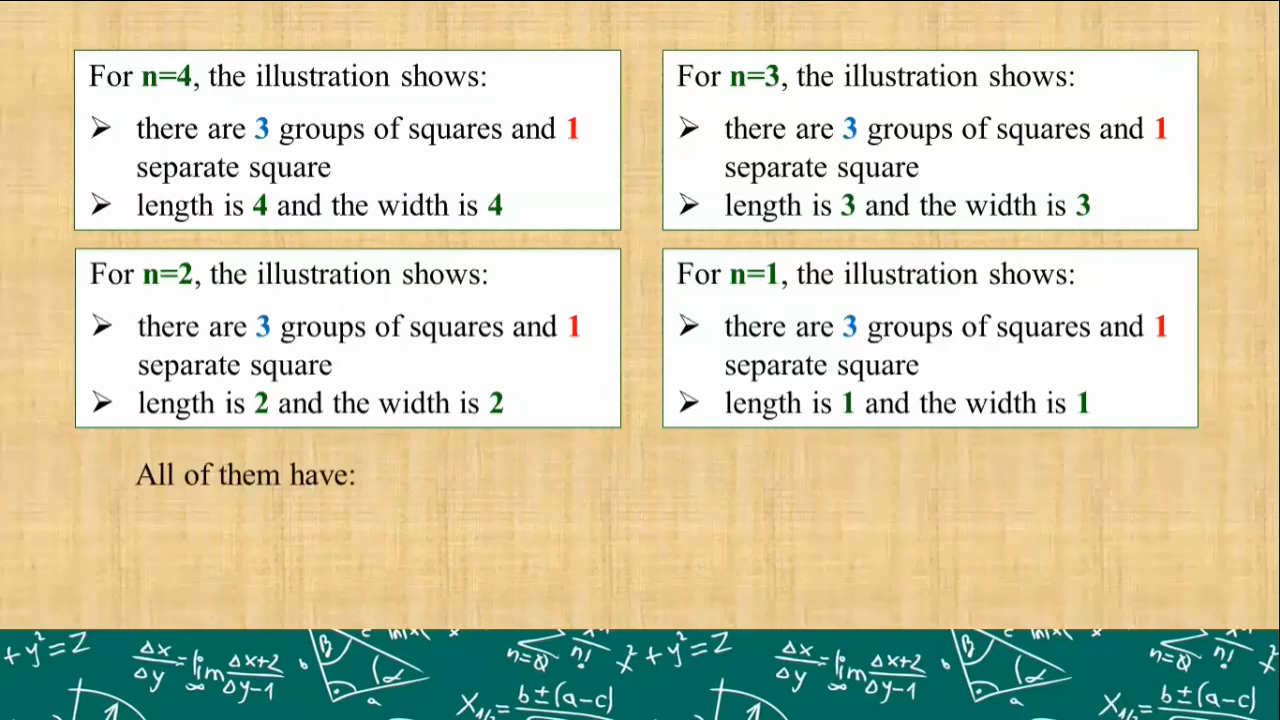 For n=4, the illustration shows:
➢ there are 3 groups of squares and 1
separate square
➢ length is 4 and the width is 4
For n=3, the illustration shows:
➢ there are 3 groups of squares and 1
separate square
➢ length is 3 and the width is 3
For n=2, the illustration shows:
➢ there are 3 groups of squares and 1
separate square
➢ length is 2 and the width is 2
For n=1, the illustration shows:
➢ there are 3 groups of squares and 1
separate square
➢ length is 1 and the width is 1
All of them have: